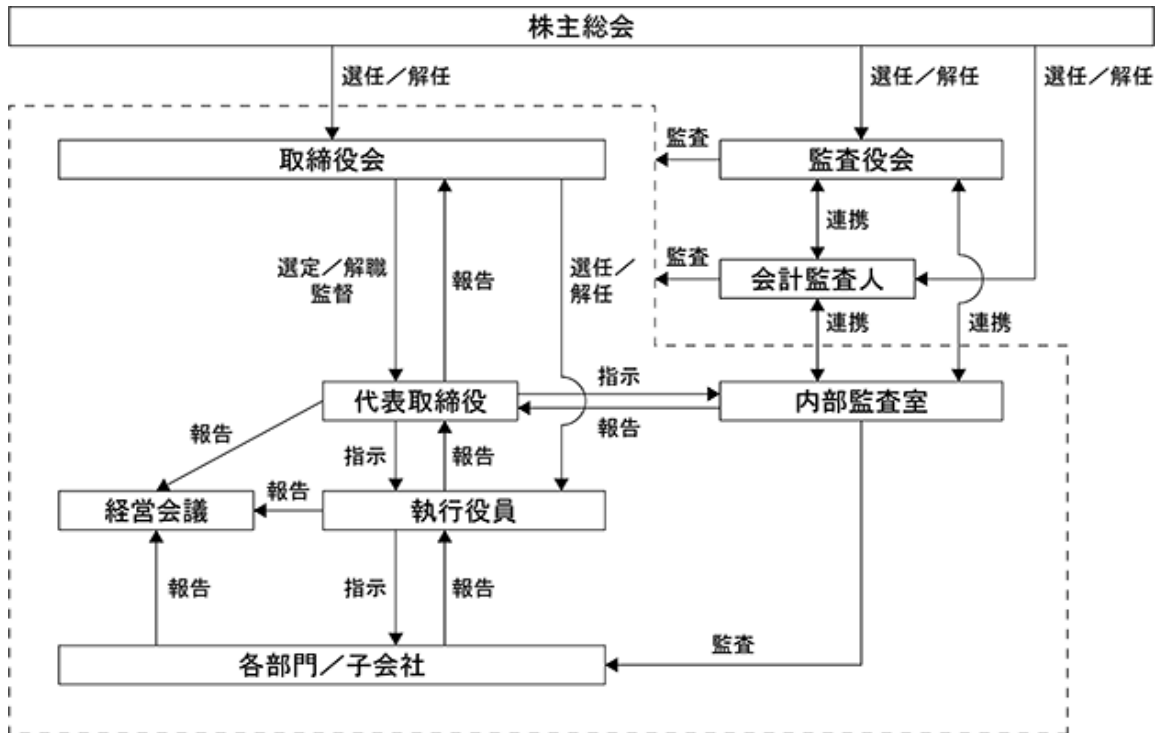 株主総会
選任／解任
選任／解任
選任／解任
取締役会
監査
監査役会
連携
選定／解職
監督
報告
選任／
解任
監査
会計監査人
連携
連携
代表取締役
指示
報告
内部監査室
報告
指示
報告
経営会議
報告
執行役員
報告
指示
報告
各部門／子会社
監査